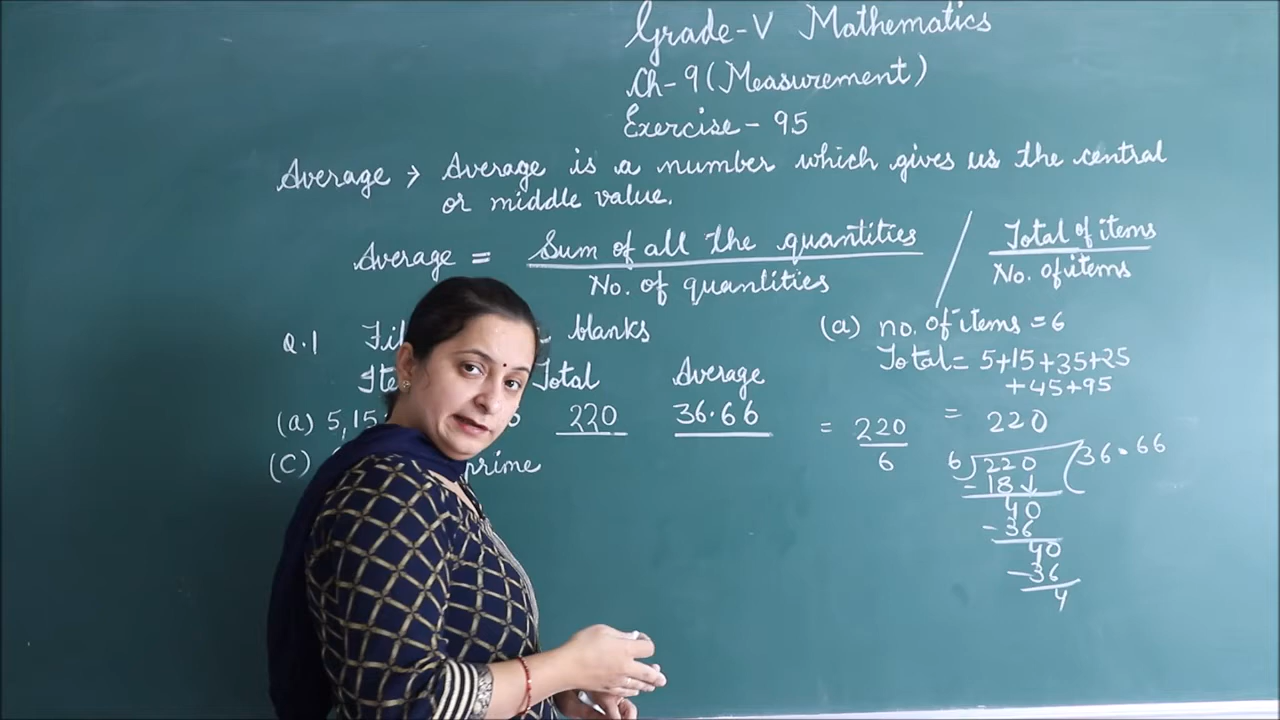 Grade-V Mathematics
Ch-9 (Measurement)
Exercise - 95
Average → Average is a number which gives us the central
or middle value.
Average = Sum of all the quantities / Total of items
No. of quantities No. of items
Q.1 blanks
Total Average
(a) 5, 15 220 36.66
(C) prime
(a) no. of items = 6
Total = 5+15+35+25
+45+95
= 220
= 220
6
6 ) 220 ( 36.66
- 18↓
40
- 36
40
- 36
4